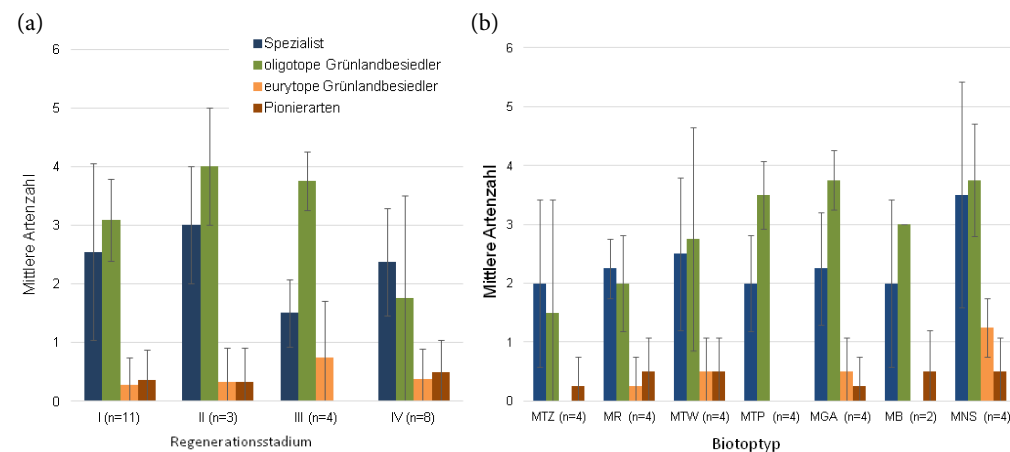 (a)
Spezialist
oligotope Grünlandbesiedler
eurytope Grünlandbesiedler
Pionierarten
Mittlere Artenzahl
6
5
4
3
2
1
0
I (n=11) II (n=3) III (n=4) IV (n=8)
Regenerationsstadium
(b)
Mittlere Artenzahl
6
5
4
3
2
1
0
MTZ (n=4) MR (n=4) MTW (n=4) MTP (n=4) MGA (n=4) MB (n=2) MNS (n=4)
Biotoptyp